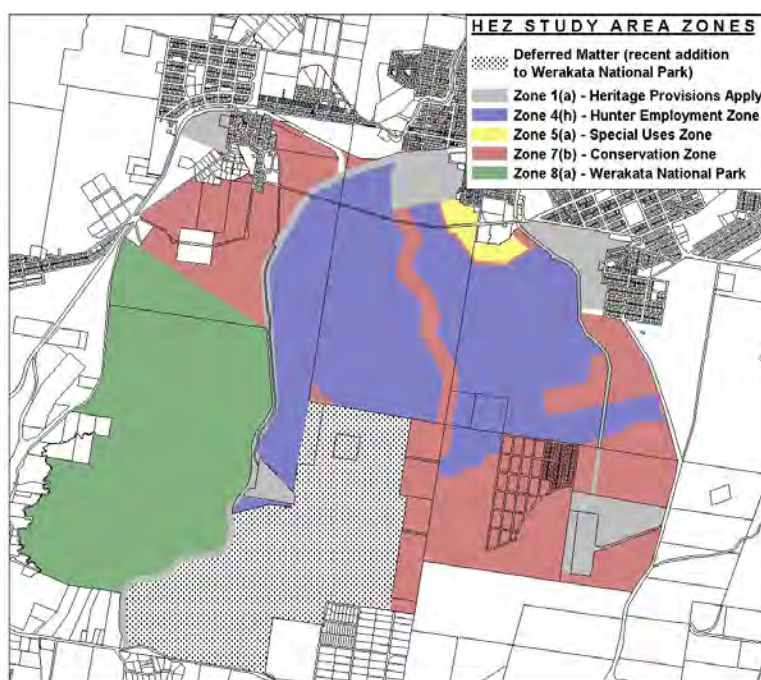 HEZ STUDY AREA ZONES
Deferred Matter (recent addition
to Werakata National Park)
Zone 1(a) - Heritage Provisions Apply
Zone 4(h) - Hunter Employment Zone
Zone 5(a) - Special Uses Zone
Zone 7(b) - Conservation Zone
Zone 8(a) - Werakata National Park